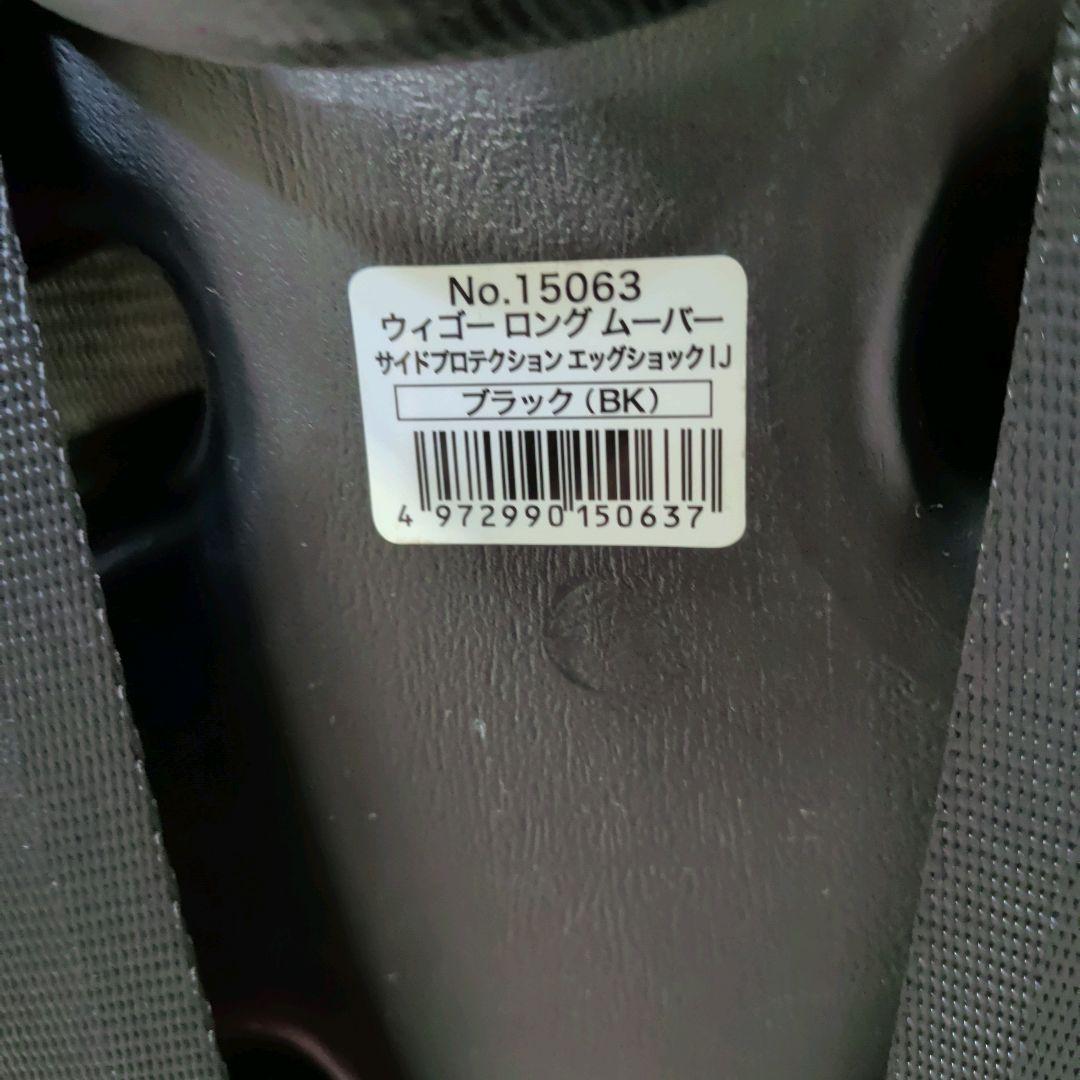 No.15063
ウィゴー ロング ムーバー
サイドプロテクション エッグショック IJ
ブラック(BK)
4 972990 150637